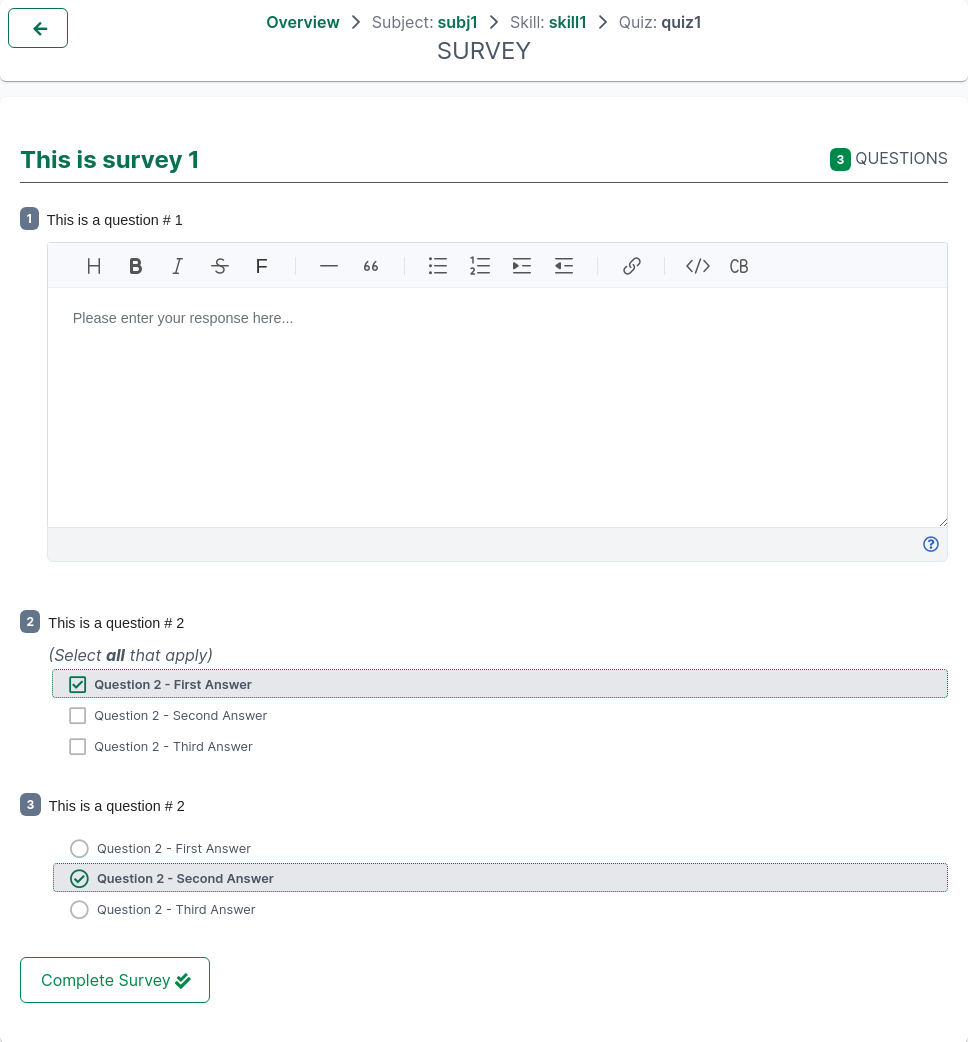 Overview > Subject: subj1 > Skill: skill1 > Quiz: quiz1
SURVEY
This is survey 1
3 QUESTIONS
1 This is a question # 1
H B I S F — 66 </> CB
Please enter your response here...
?
2 This is a question # 2
(Select all that apply)
Question 2 - First Answer
Question 2 - Second Answer
Question 2 - Third Answer
3 This is a question # 2
Question 2 - First Answer
Question 2 - Second Answer
Question 2 - Third Answer
Complete Survey